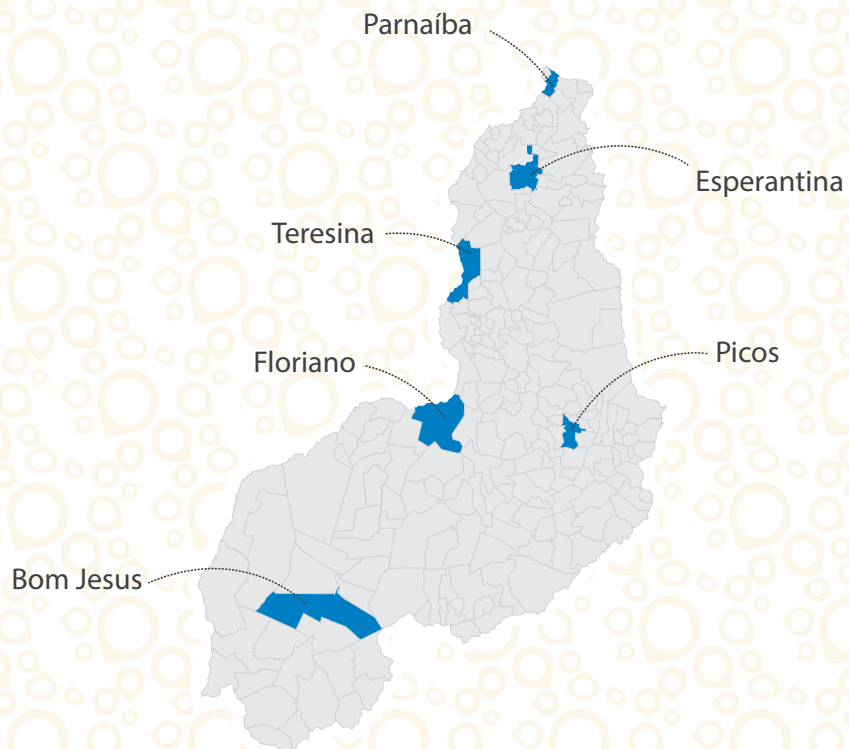 Parnaíba
Esperantina
Teresina
Picos
Floriano
Bom Jesus